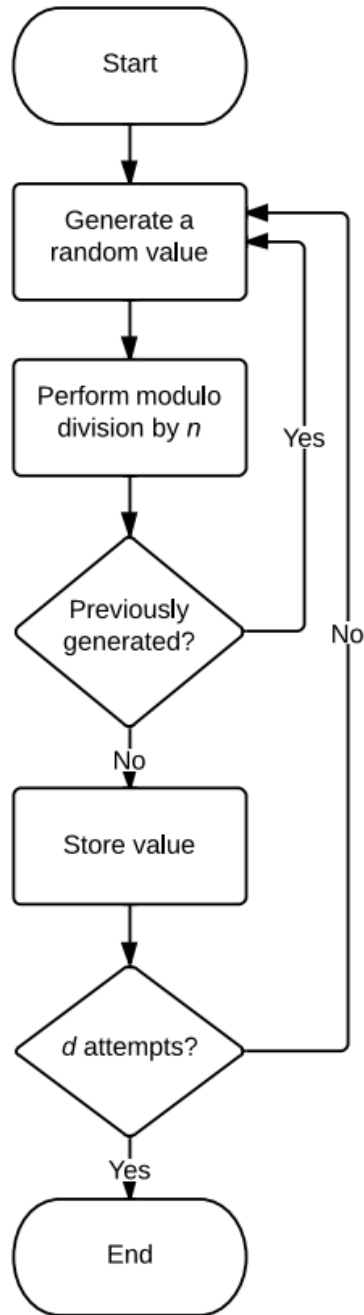 Start
Generate a
random value
Perform modulo
division by n
Yes
Previously
generated?
No
No
Store value
d attempts?
Yes
End